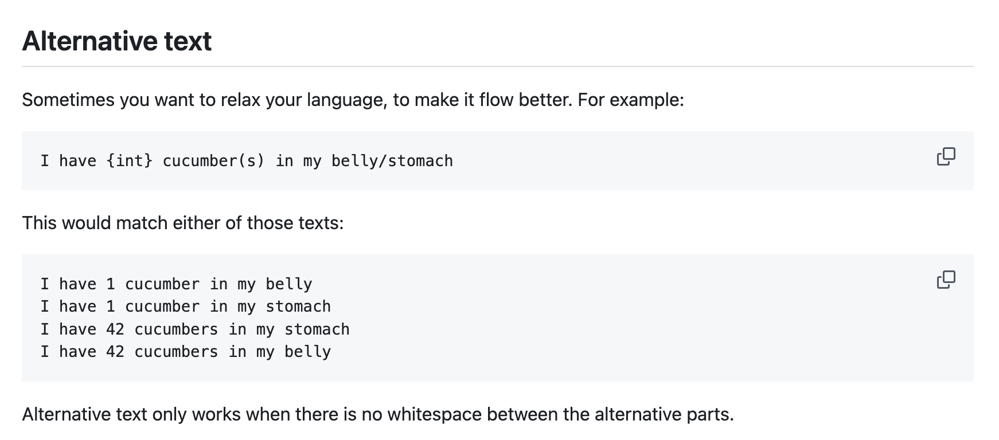 Alternative text
Sometimes you want to relax your language, to make it flow better. For example:
I have {int} cucumber(s) in my belly/stomach
This would match either of those texts:
I have 1 cucumber in my belly
I have 1 cucumber in my stomach
I have 42 cucumbers in my stomach
I have 42 cucumbers in my belly
Alternative text only works when there is no whitespace between the alternative parts.